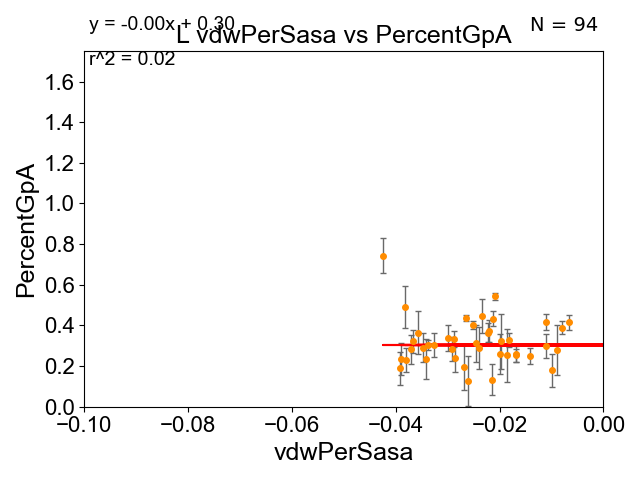 y = -0.00x + 0.30
N = 94
L vdwPerSasa vs PercentGpA
r^2 = 0.02
PercentGpA
1.6
1.4
1.2
1.0
0.8
0.6
0.4
0.2
0.0
−0.10 −0.08 −0.06 −0.04 −0.02 0.00
vdwPerSasa